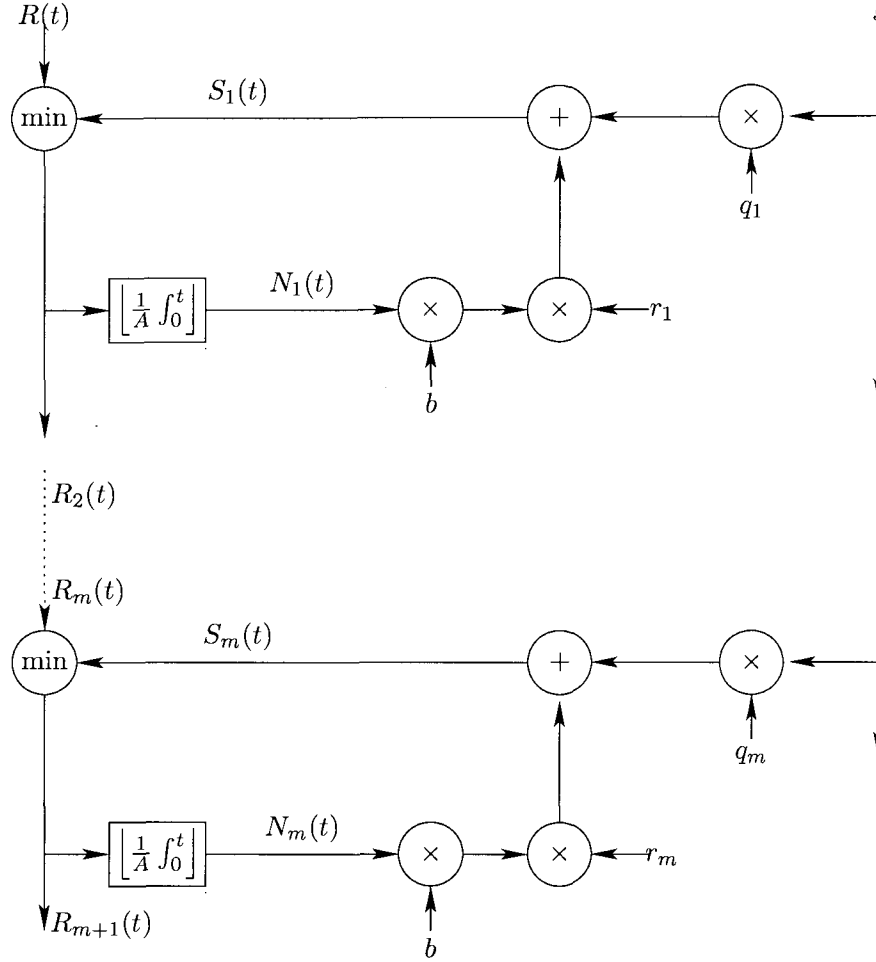 R(t)
min
S_1(t)
+
×
q_1
⌊ 1/A ∫_0^t ⌋
N_1(t)
×
×
r_1
b
R_2(t)
R_m(t)
min
S_m(t)
+
×
q_m
⌊ 1/A ∫_0^t ⌋
N_m(t)
×
×
r_m
R_{m+1}(t)
b